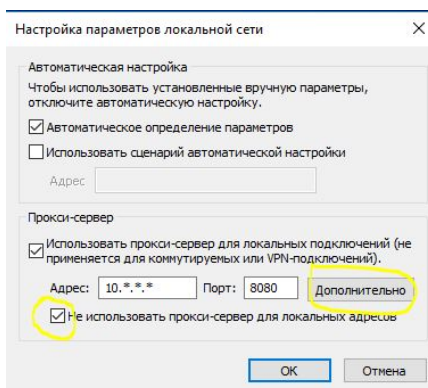 Настройка параметров локальной сети
Автоматическая настройка
Чтобы использовать установленные вручную параметры,
отключите автоматическую настройку.
Автоматическое определение параметров
Использовать сценарий автоматической настройки
Адрес
Прокси-сервер
Использовать прокси-сервер для локальных подключений (не
применяется для коммутируемых или VPN-подключений).
Адрес: 10.*.*.* Порт: 8080 Дополнительно
Не использовать прокси-сервер для локальных адресов
ОК Отмена